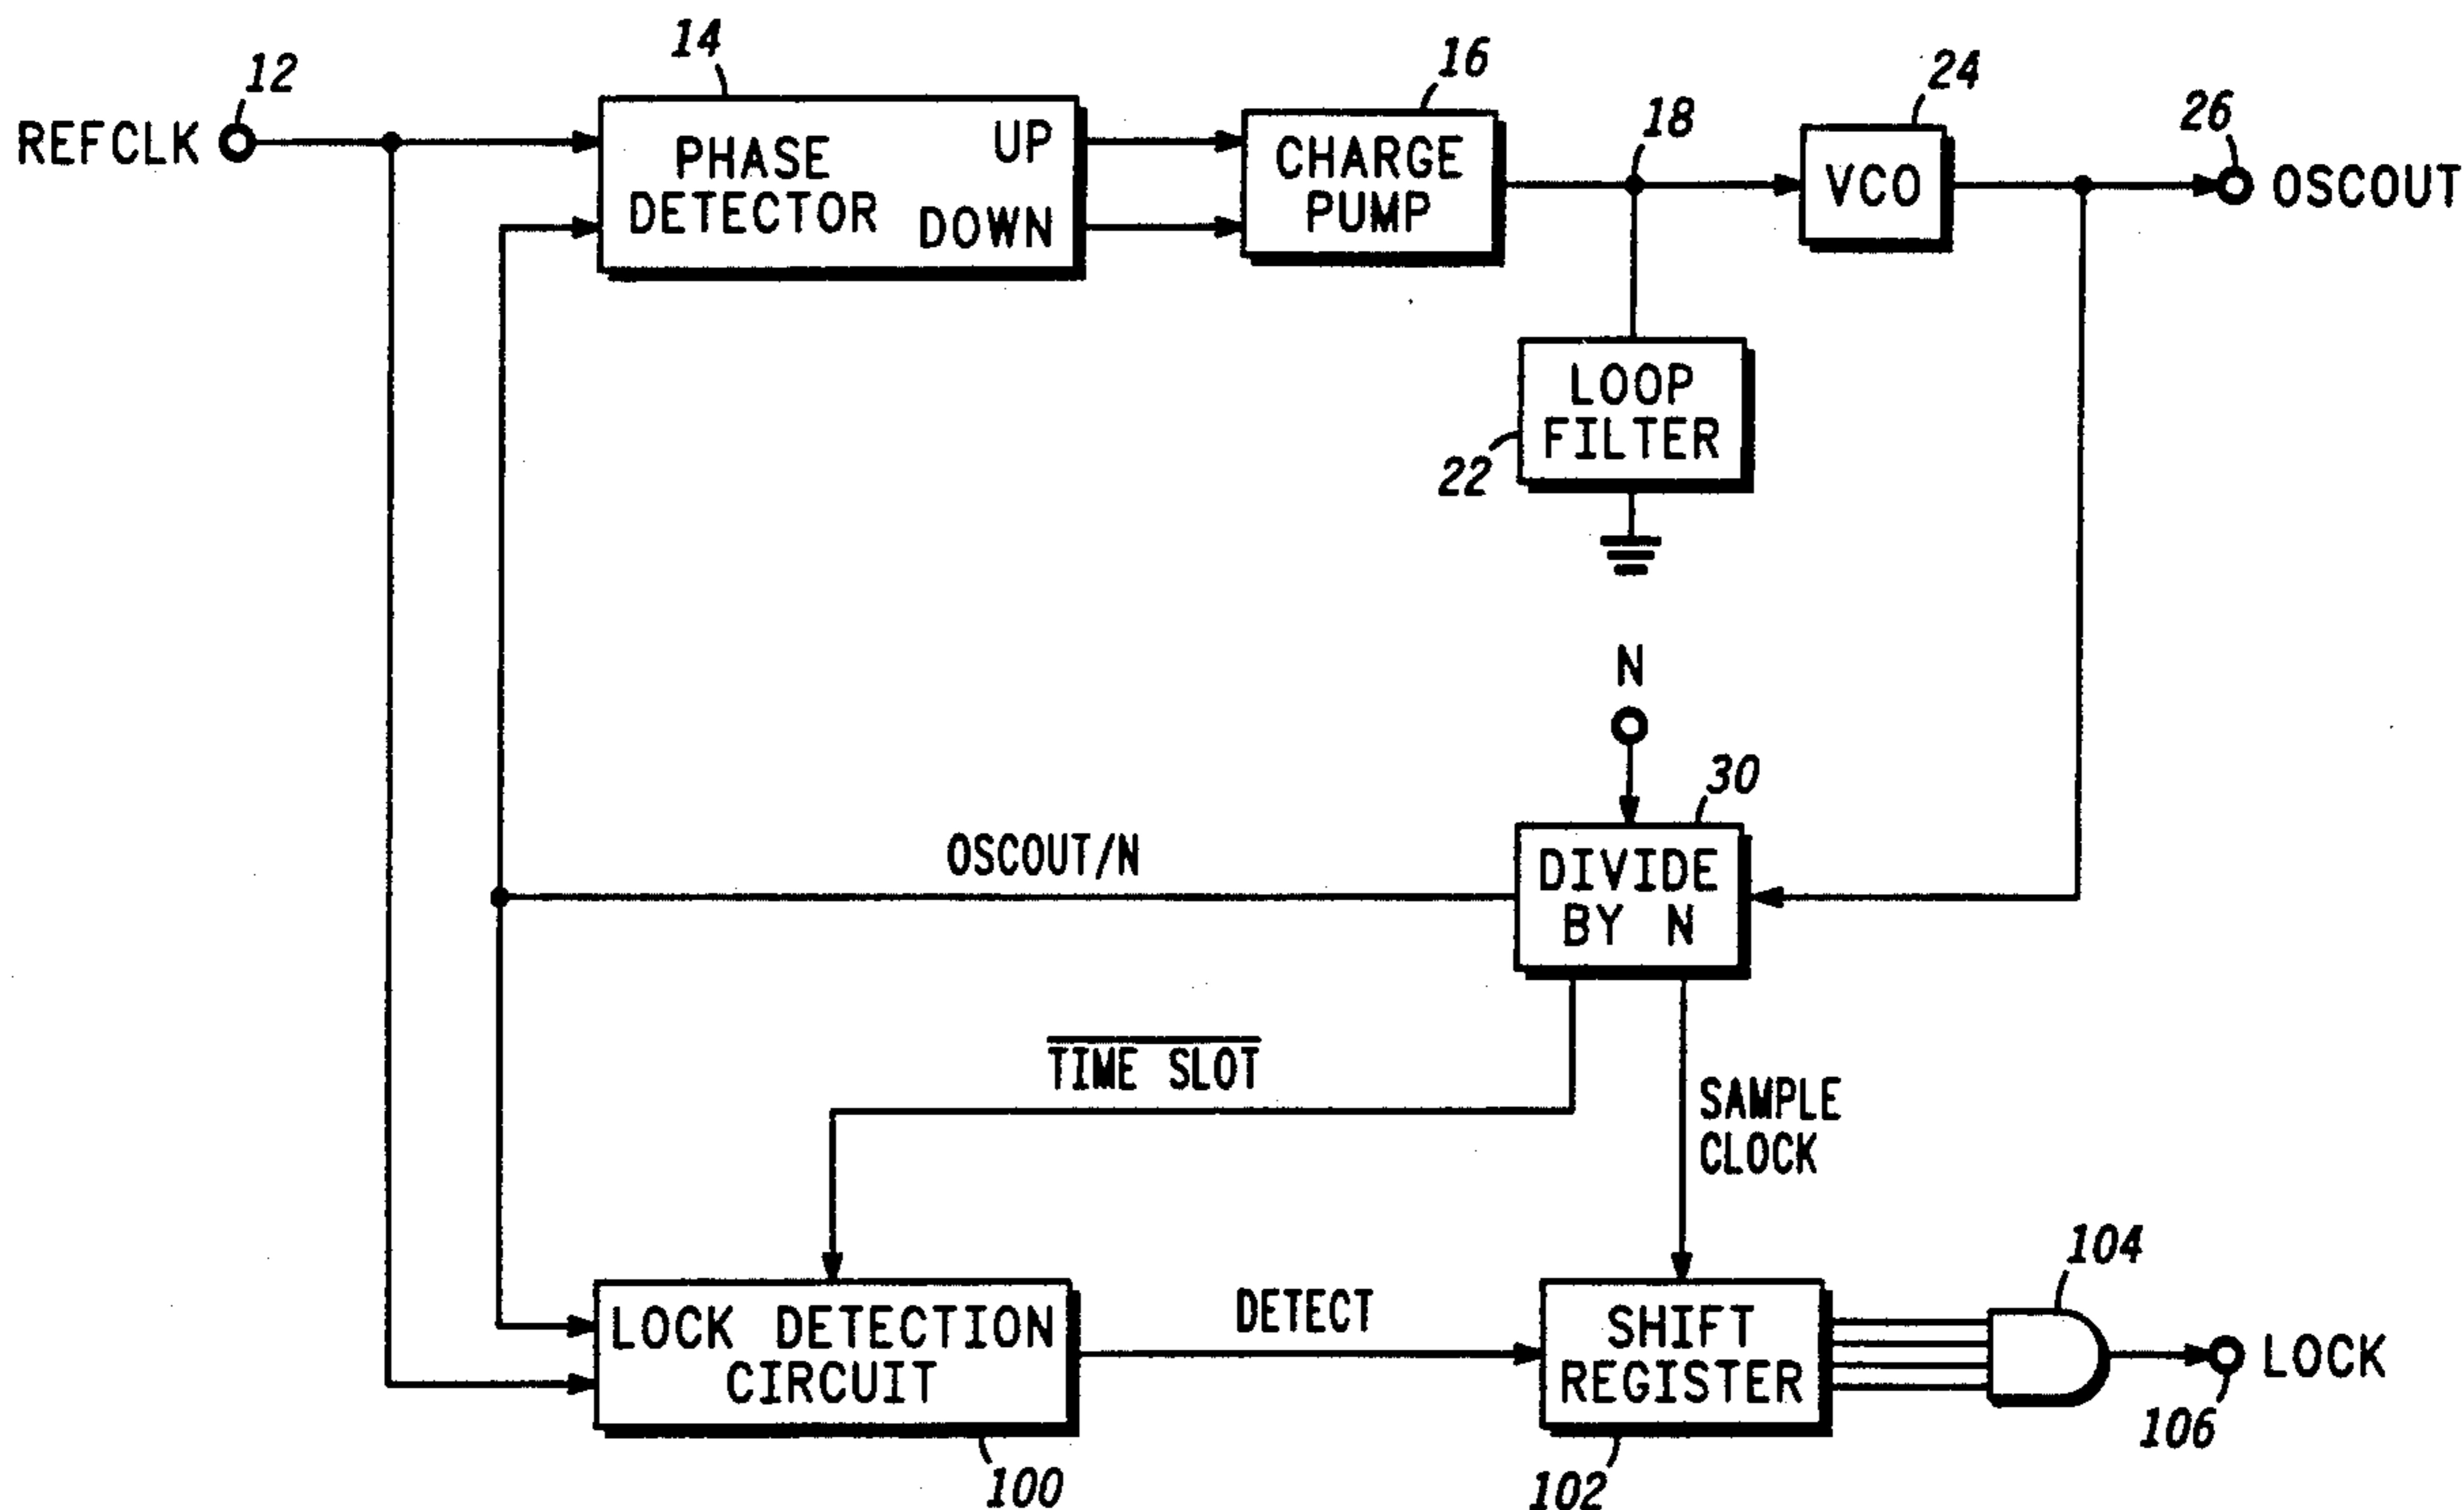 14
16
24
12
18
26
REFCLK
PHASE
DETECTOR
UP
DOWN
CHARGE
PUMP
VCO
OSCOUT
LOOP
FILTER
22
N
30
OSCOUT/N
DIVIDE
BY N
TIME SLOT
SAMPLE
CLOCK
104
LOCK DETECTION
CIRCUIT
DETECT
SHIFT
REGISTER
LOCK
106
100
102